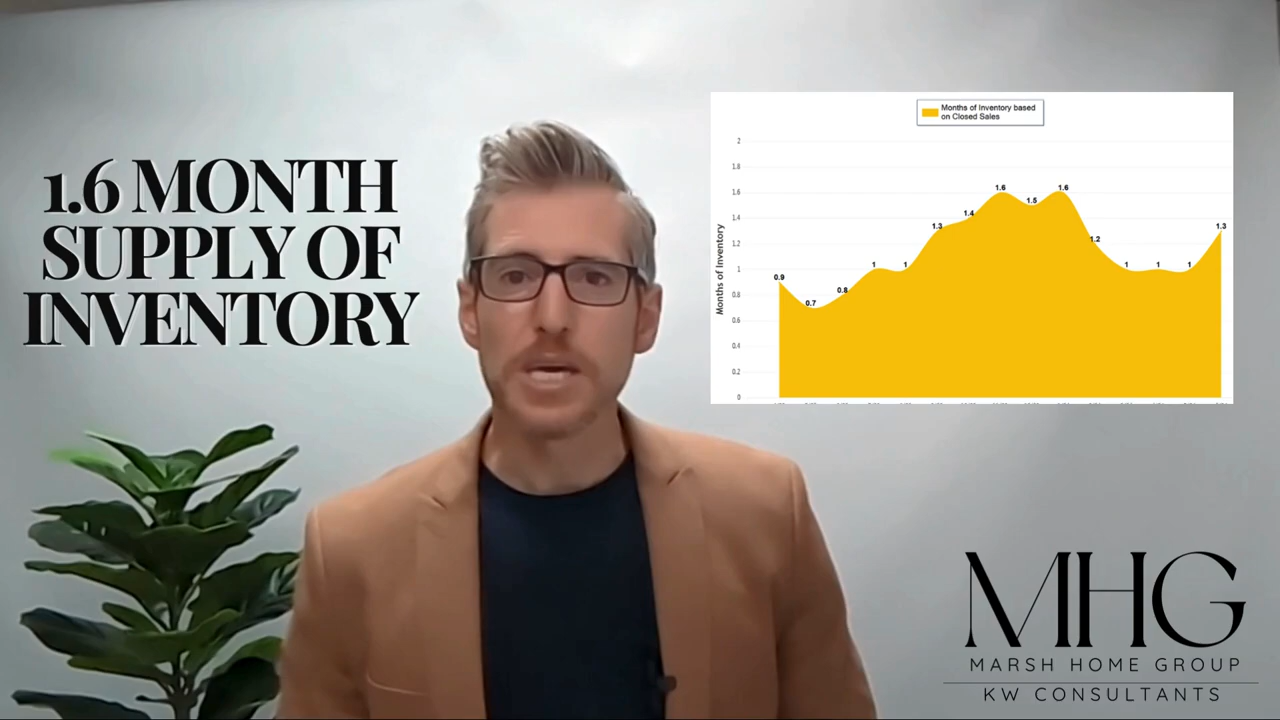 1.6 MONTH
SUPPLY OF
INVENTORY
Months of Inventory based
on Closed Sales
Months of Inventory
2
1.8
1.6
1.4
1.2
1
0.8
0.6
0.4
0.2
0
0.9
0.7
0.8
1
1
1.3
1.4
1.6
1.5
1.6
1.2
1
1
1
1.3
MHG
MARSH HOME GROUP
KW CONSULTANTS